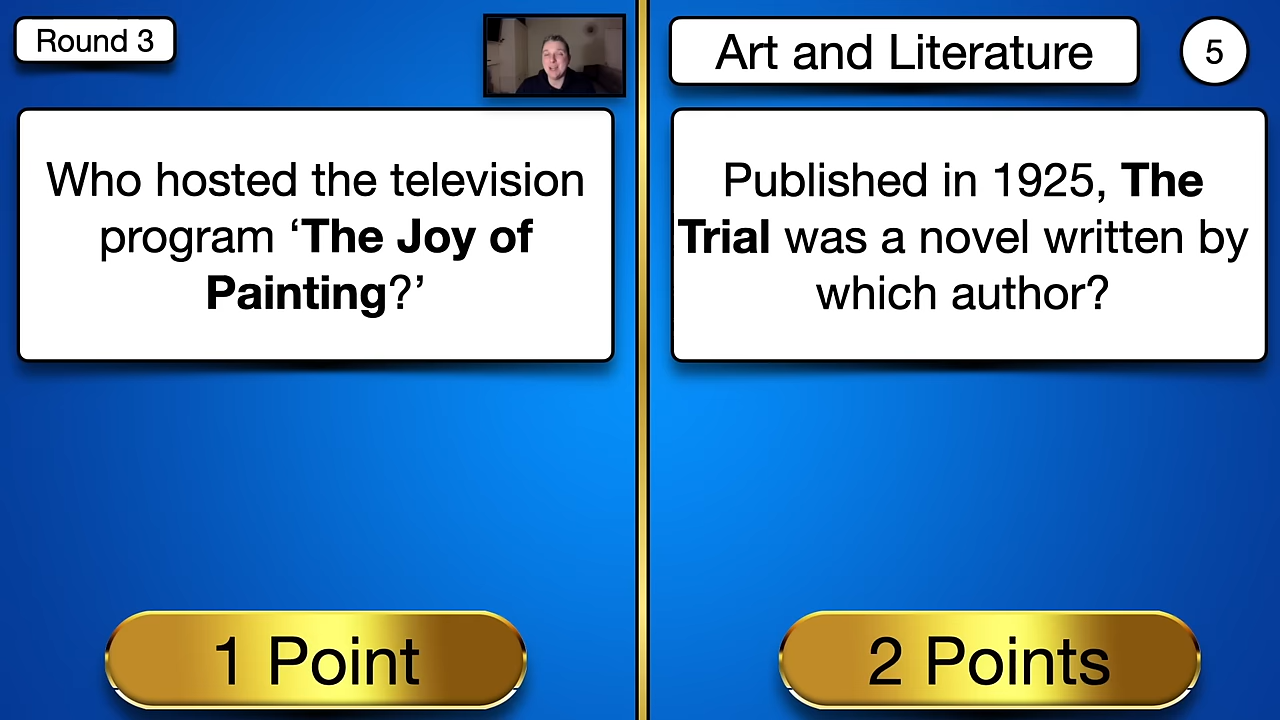 Round 3
Art and Literature
5
Who hosted the television
program ‘The Joy of
Painting?’
Published in 1925, The
Trial was a novel written by
which author?
1 Point
2 Points